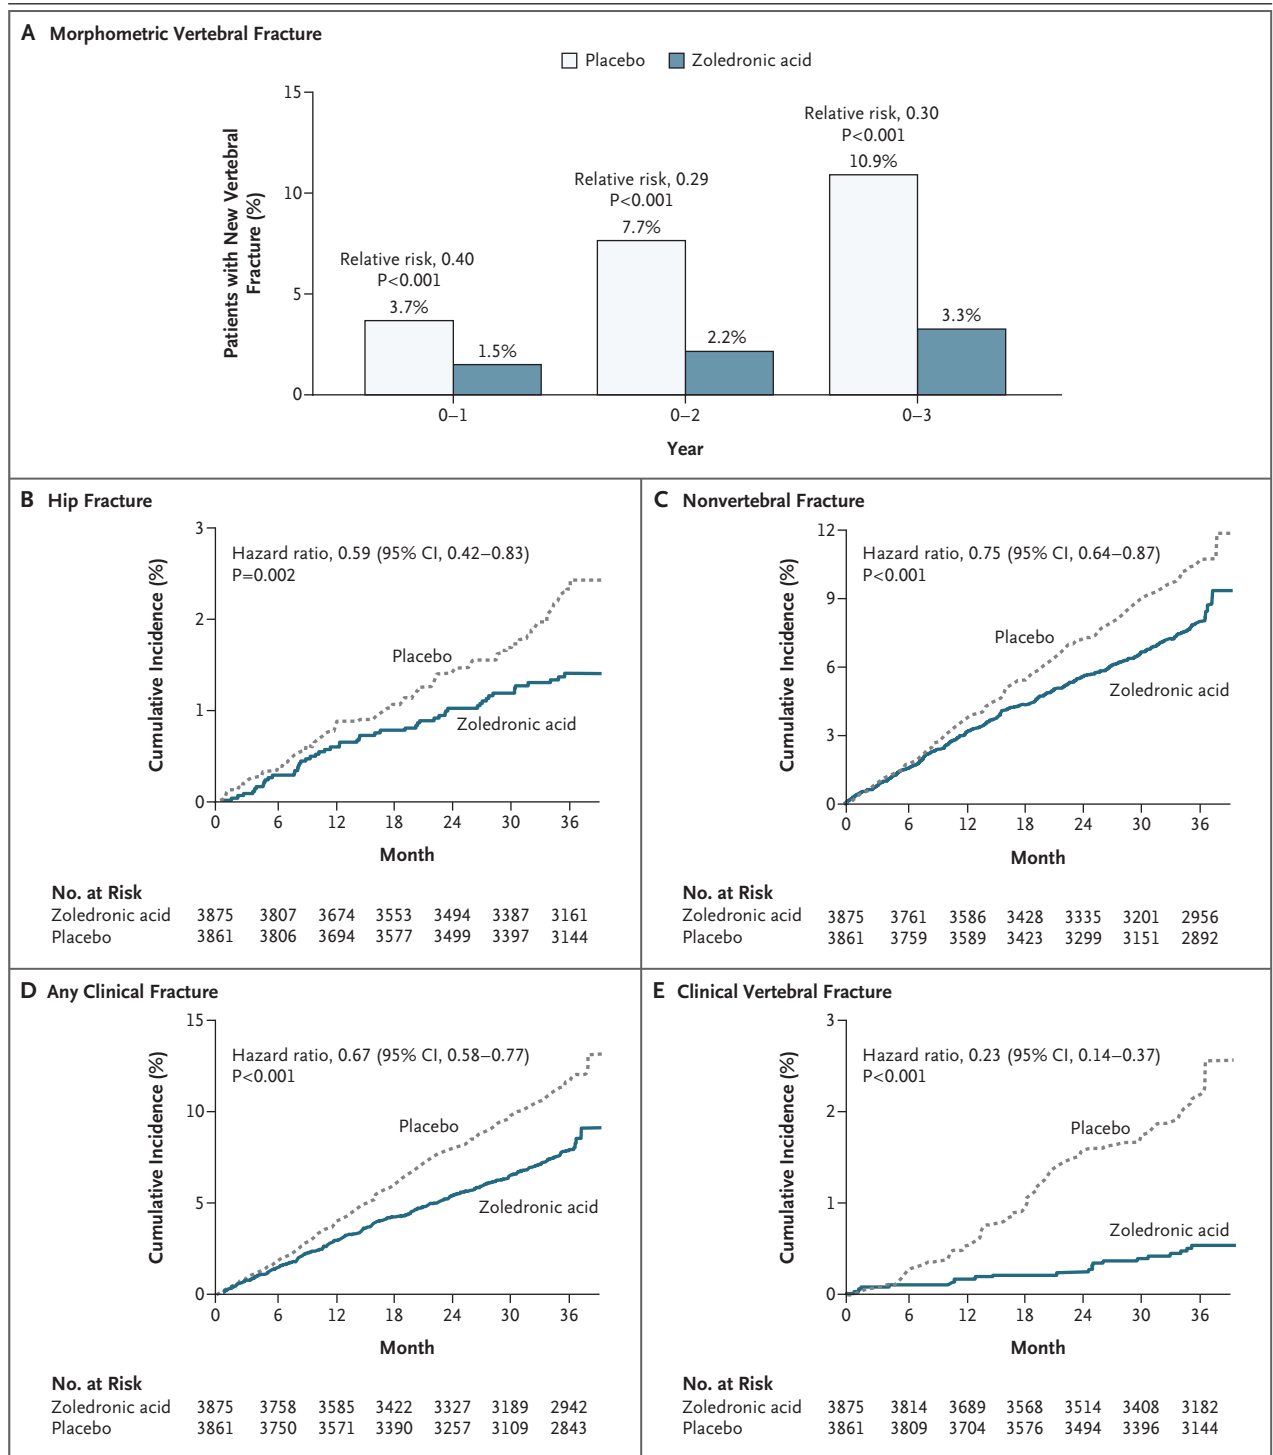 A Morphometric Vertebral Fracture
Placebo Zoledronic acid
Patients with New Vertebral
Fracture (%)
15
10
5
0
Relative risk, 0.40
P<0.001
3.7%
1.5%
Relative risk, 0.29
P<0.001
7.7%
2.2%
Relative risk, 0.30
P<0.001
10.9%
3.3%
0–1 0–2 0–3
Year
B Hip Fracture
Cumulative Incidence (%)
3
2
1
0
Hazard ratio, 0.59 (95% CI, 0.42–0.83)
P=0.002
Placebo
Zoledronic acid
0 6 12 18 24 30 36
Month
No. at Risk
Zoledronic acid 3875 3807 3674 3553 3494 3387 3161
Placebo 3861 3806 3694 3577 3499 3397 3144
C Nonvertebral Fracture
Cumulative Incidence (%)
12
9
6
3
0
Hazard ratio, 0.75 (95% CI, 0.64–0.87)
P<0.001
Placebo
Zoledronic acid
0 6 12 18 24 30 36
Month
No. at Risk
Zoledronic acid 3875 3761 3586 3428 3335 3201 2956
Placebo 3861 3759 3589 3423 3299 3151 2892
D Any Clinical Fracture
Cumulative Incidence (%)
15
10
5
0
Hazard ratio, 0.67 (95% CI, 0.58–0.77)
P<0.001
Placebo
Zoledronic acid
0 6 12 18 24 30 36
Month
No. at Risk
Zoledronic acid 3875 3758 3585 3422 3327 3189 2942
Placebo 3861 3750 3571 3390 3257 3109 2843
E Clinical Vertebral Fracture
Cumulative Incidence (%)
3
2
1
0
Hazard ratio, 0.23 (95% CI, 0.14–0.37)
P<0.001
Placebo
Zoledronic acid
0 6 12 18 24 30 36
Month
No. at Risk
Zoledronic acid 3875 3814 3689 3568 3514 3408 3182
Placebo 3861 3809 3704 3576 3494 3396 3144